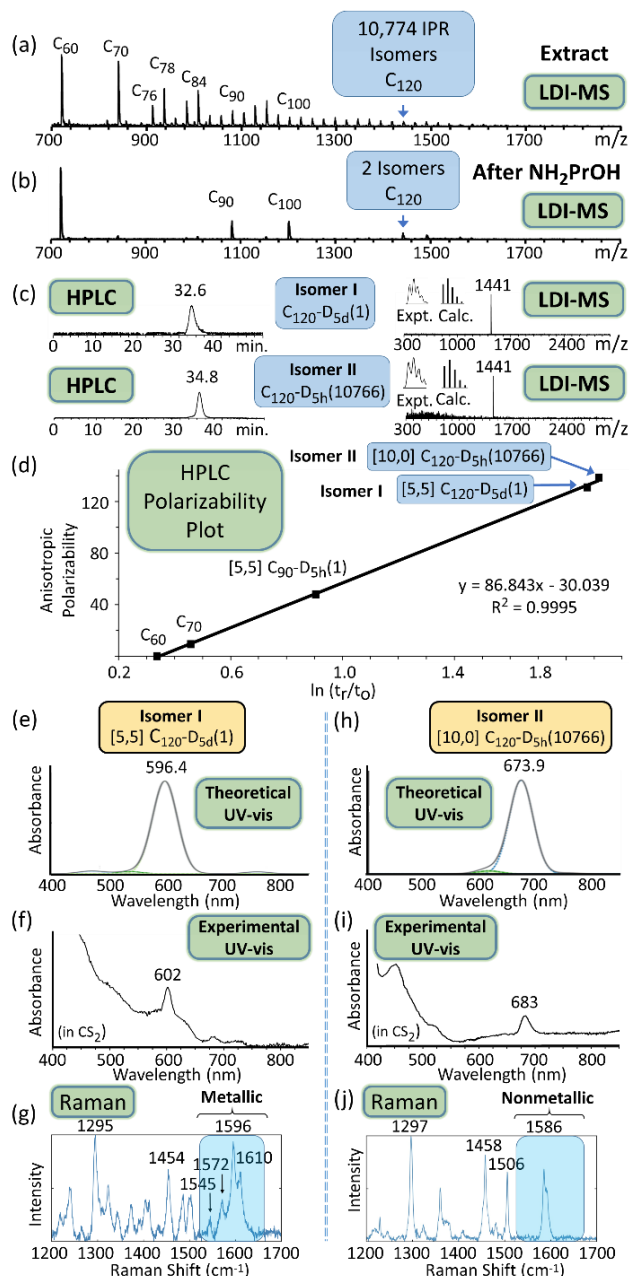 (a)
C60
C70
C76
C78
C84
C90
C100
10,774 IPR
Isomers
C120
Extract
LDI-MS
700 900 1100 1300 1500 1700 m/z
(b)
C90
C100
2 Isomers
C120
After NH2PrOH
LDI-MS
700 900 1100 1300 1500 1700 m/z
(c)
HPLC
32.6
Isomer I
C120-D5d(1)
Expt. Calc.
1441
LDI-MS
0 10 20 30 40 min.
300 1000 1800 2400 m/z
HPLC
34.8
Isomer II
C120-D5h(10766)
Expt. Calc.
1441
LDI-MS
0 10 20 30 40 min.
300 1000 1800 2400 m/z
(d)
HPLC
Polarizability
Plot
Isomer II
[10,0] C120-D5h(10766)
Isomer I
[5,5] C120-D5d(1)
[5,5] C90-D5h(1)
C60
C70
y = 86.843x - 30.039
R2 = 0.9995
Anisotropic
Polarizability
120
80
40
0.2 0.6 1.0 1.4 1.8
ln (tr/to)
(e)
Isomer I
[5,5] C120-D5d(1)
596.4
Theoretical
UV-vis
Absorbance
400 500 600 700 800
Wavelength (nm)
(f)
Experimental
UV-vis
602
(in CS2)
Absorbance
400 500 600 700 800
Wavelength (nm)
(g)
Raman
Metallic
1295
1454
1545
1572
1596
1610
Intensity
1200 1300 1400 1500 1600 1700
Raman Shift (cm-1)
(h)
Isomer II
[10,0] C120-D5h(10766)
673.9
Theoretical
UV-vis
Absorbance
400 500 600 700 800
Wavelength (nm)
(i)
Experimental
UV-vis
683
(in CS2)
Absorbance
400 500 600 700 800
Wavelength (nm)
(j)
Raman
Nonmetallic
1297
1458
1506
1586
Intensity
1200 1300 1400 1500 1600 1700
Raman Shift (cm-1)